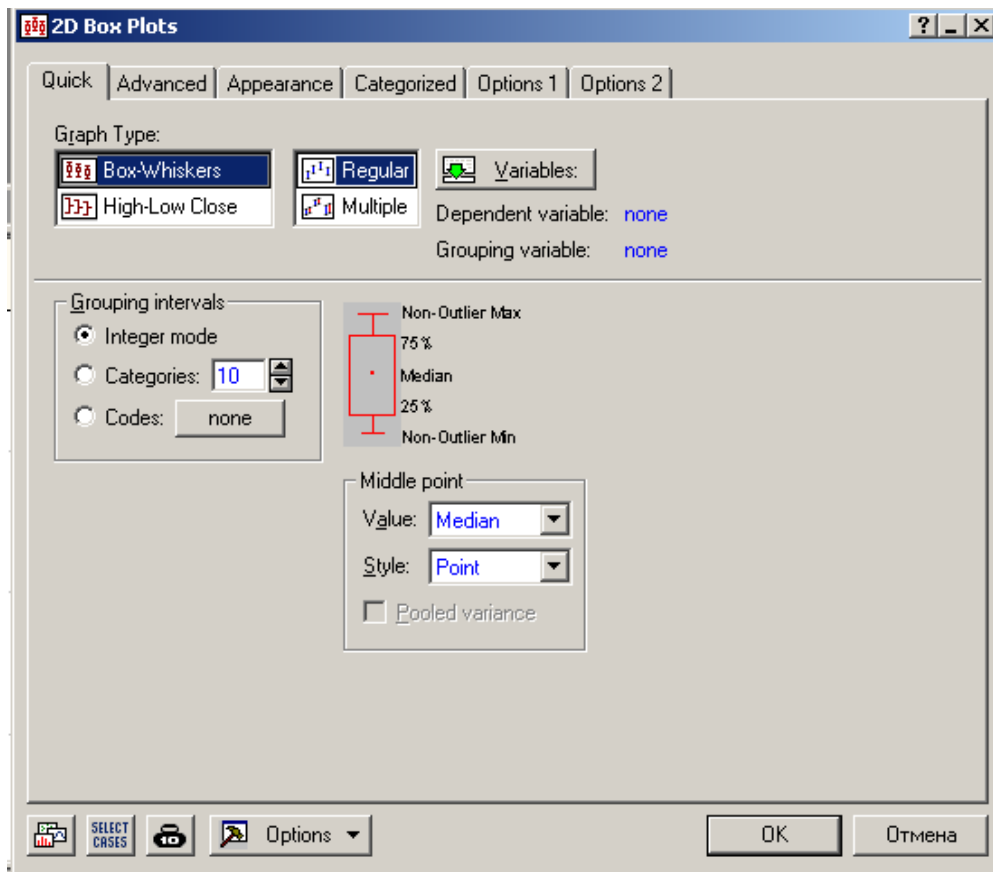 2D Box Plots
Quick Advanced Appearance Categorized Options 1 Options 2
Graph Type:
Box-Whiskers Regular Variables:
High-Low Close Multiple Dependent variable: none
Grouping variable: none
Grouping intervals
Integer mode
Categories: 10
Codes: none
Non-Outlier Max
75%
Median
25%
Non-Outlier Min
Middle point
Value: Median
Style: Point
Pooled variance
SELECT
CASES
Options OK Отмена